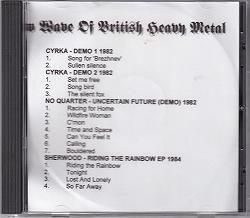 Wave Of British Heavy Metal
CYRKA - DEMO 1 1982
1. Song for 'Brezhnev'
2. Sullen silence
CYRKA - DEMO 2 1982
1. Set me free
2. Song bird
3. The silent fox
NO QUARTER - UNCERTAIN FUTURE (DEMO) 1982
1. Racing for Home
2. Wildfire Woman
3. C'mon
4. Time and Space
5. Can You Feel It
6. Calling
7. Bouldered
SHERWOOD - RIDING THE RAINBOW EP 1984
1. Riding the Rainbow
2. Tonight
3. Lost And Lonely
4. So Far Away